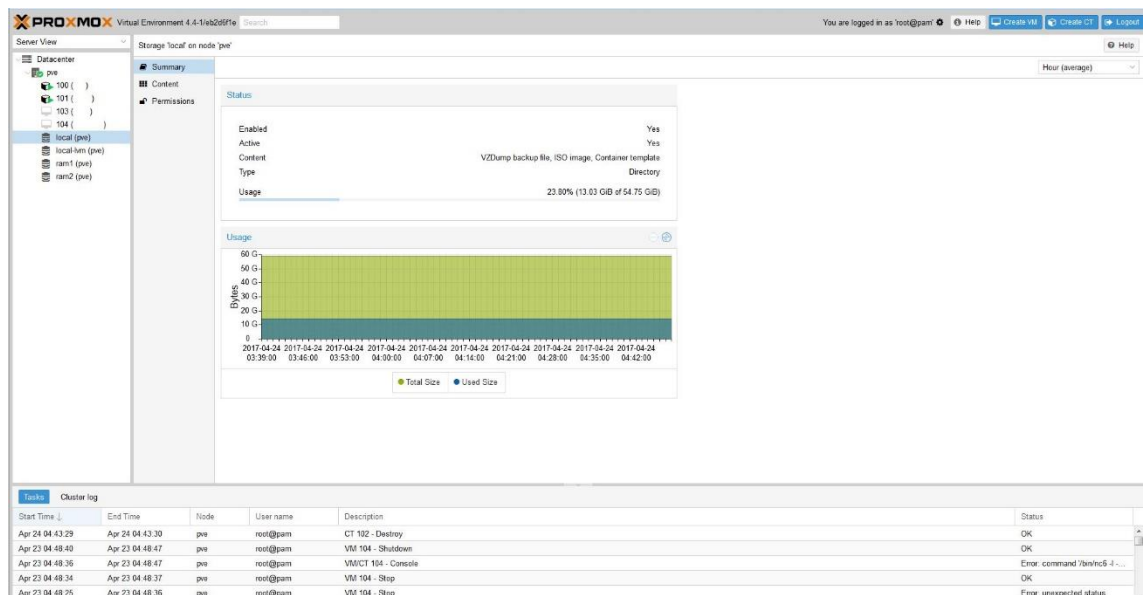 PROXMOX Virtual Environment 4.4-1/eb2d6f1e Search You are logged in as 'root@pam' Help Create VM Create CT Logout
Server View
Datacenter
pve
100 ( )
101 ( )
103 ( )
104 ( )
local (pve)
local-lvm (pve)
ram1 (pve)
ram2 (pve)
Storage 'local' on node 'pve' Help
Summary
Content
Permissions
Hour (average)
Status
Enabled Yes
Active Yes
Content VZDump backup file, ISO image, Container template
Type Directory
Usage 23.80% (13.03 GiB of 54.75 GiB)
Usage
Bytes
60 G
50 G
40 G
30 G
20 G
10 G
0
2017-04-24 2017-04-24 2017-04-24 2017-04-24 2017-04-24 2017-04-24 2017-04-24 2017-04-24 2017-04-24 2017-04-24
03:39:00 03:46:00 03:53:00 04:00:00 04:07:00 04:14:00 04:21:00 04:28:00 04:35:00 04:42:00
Total Size Used Size
Tasks Cluster log
Start Time End Time Node User name Description Status
Apr 24 04:43:29 Apr 24 04:43:30 pve root@pam CT 102 - Destroy OK
Apr 23 04:48:40 Apr 23 04:48:47 pve root@pam VM 104 - Shutdown OK
Apr 23 04:48:36 Apr 23 04:48:47 pve root@pam VM/CT 104 - Console Error: command '/bin/nc6 -l -...
Apr 23 04:48:34 Apr 23 04:48:37 pve root@pam VM 104 - Stop OK
Apr 23 04:48:25 Apr 23 04:48:36 pve root@pam VM 104 - Stop Error: unexpected status